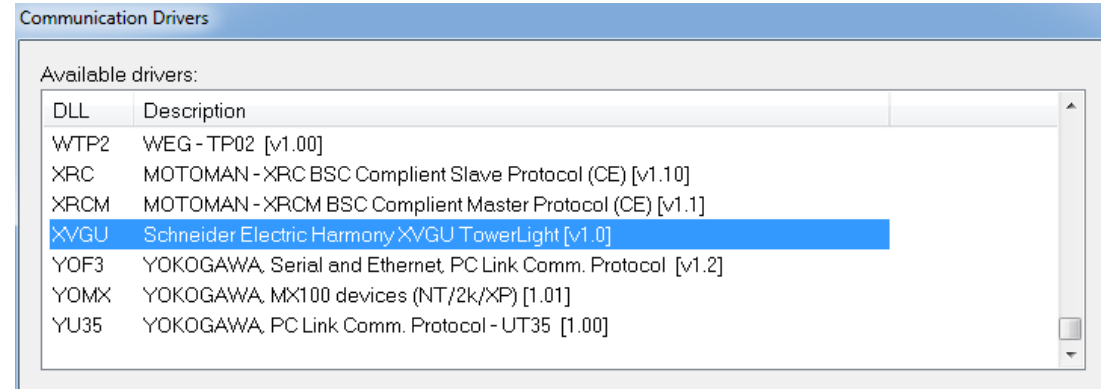 Communication Drivers
Available drivers:
DLL Description
WTP2 WEG - TP02 [v1.00]
XRC MOTOMAN - XRC BSC Complient Slave Protocol (CE) [v1.10]
XRCM MOTOMAN - XRCM BSC Complient Master Protocol (CE) [v1.1]
XVGU Schneider Electric Harmony XVGU TowerLight [v1.0]
YOF3 YOKOGAWA, Serial and Ethernet, PC Link Comm. Protocol [v1.2]
YOMX YOKOGAWA, MX100 devices (NT/2k/XP) [1.01]
YU35 YOKOGAWA, PC Link Comm. Protocol - UT35 [1.00]